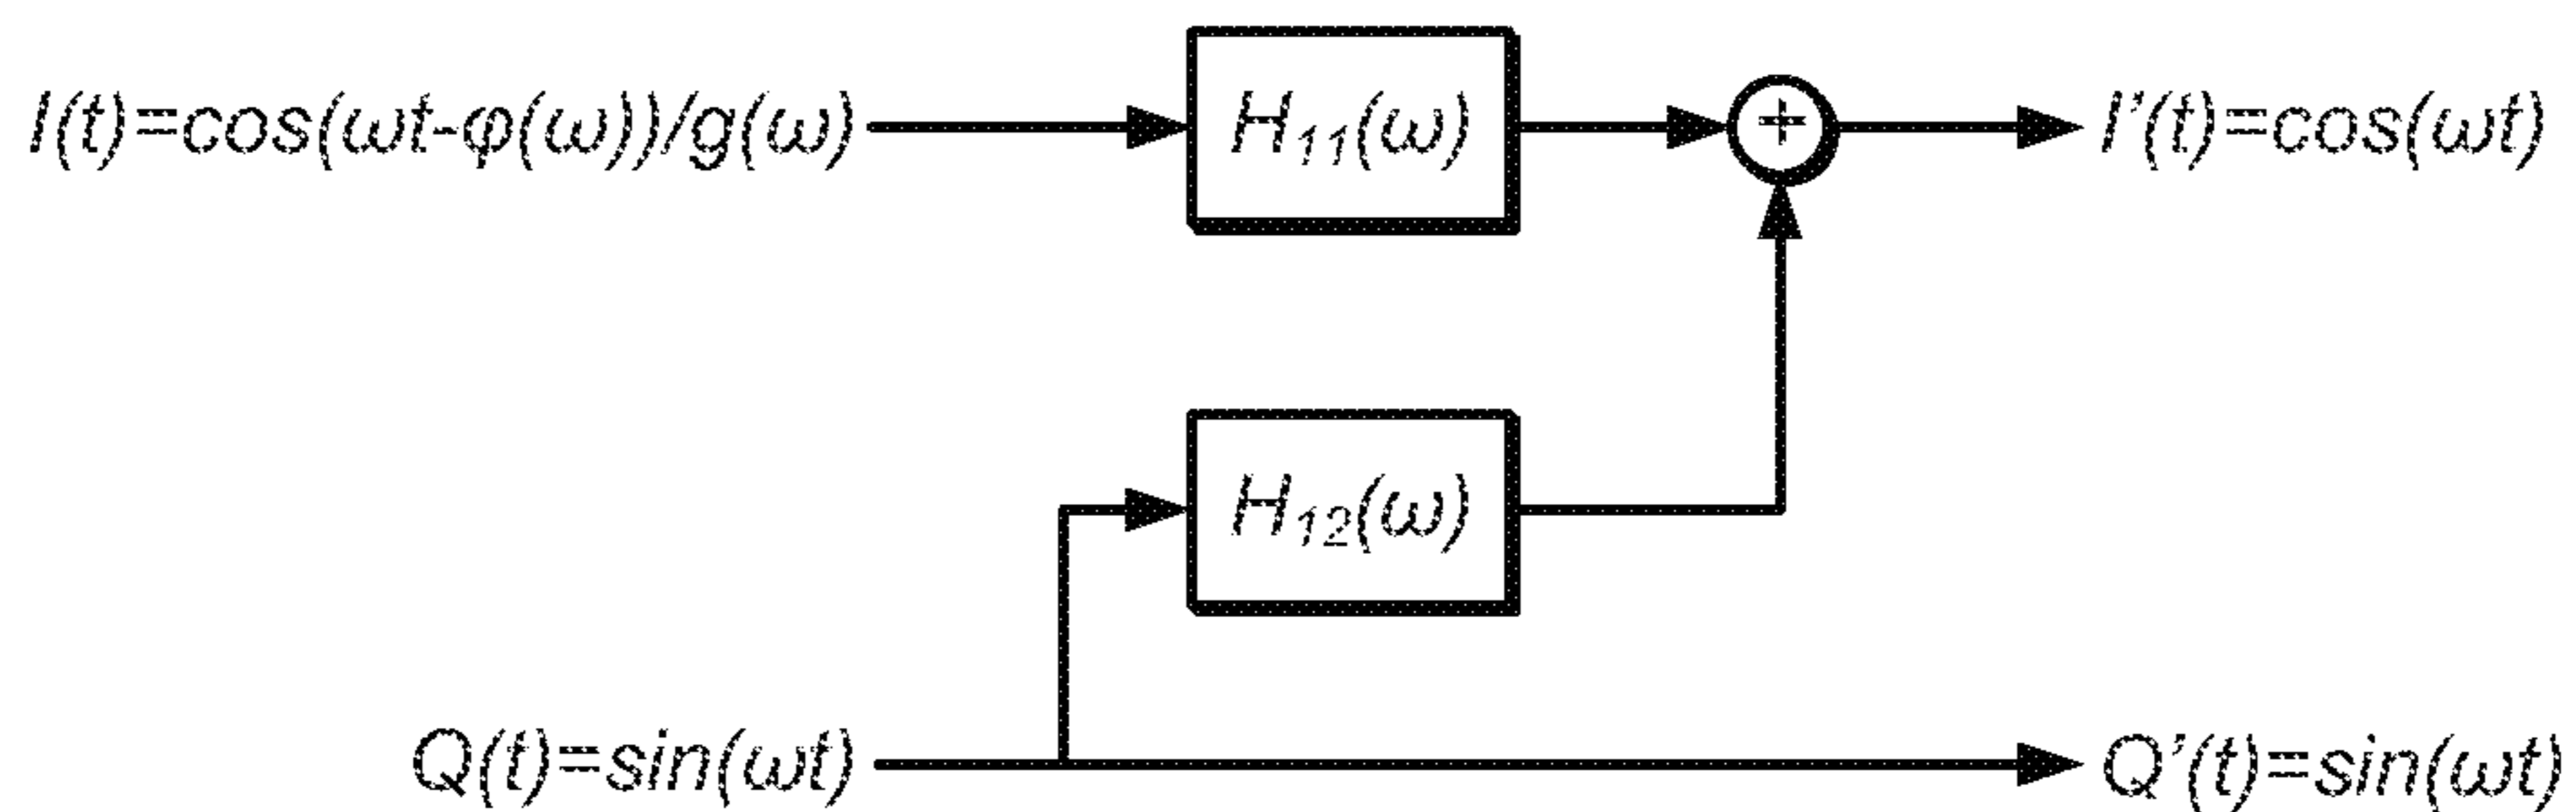 I(t)=cos(ωt-φ(ω))/g(ω)
H₁₁(ω)
+
I’(t)=cos(ωt)
H₁₂(ω)
Q(t)=sin(ωt)
Q’(t)=sin(ωt)